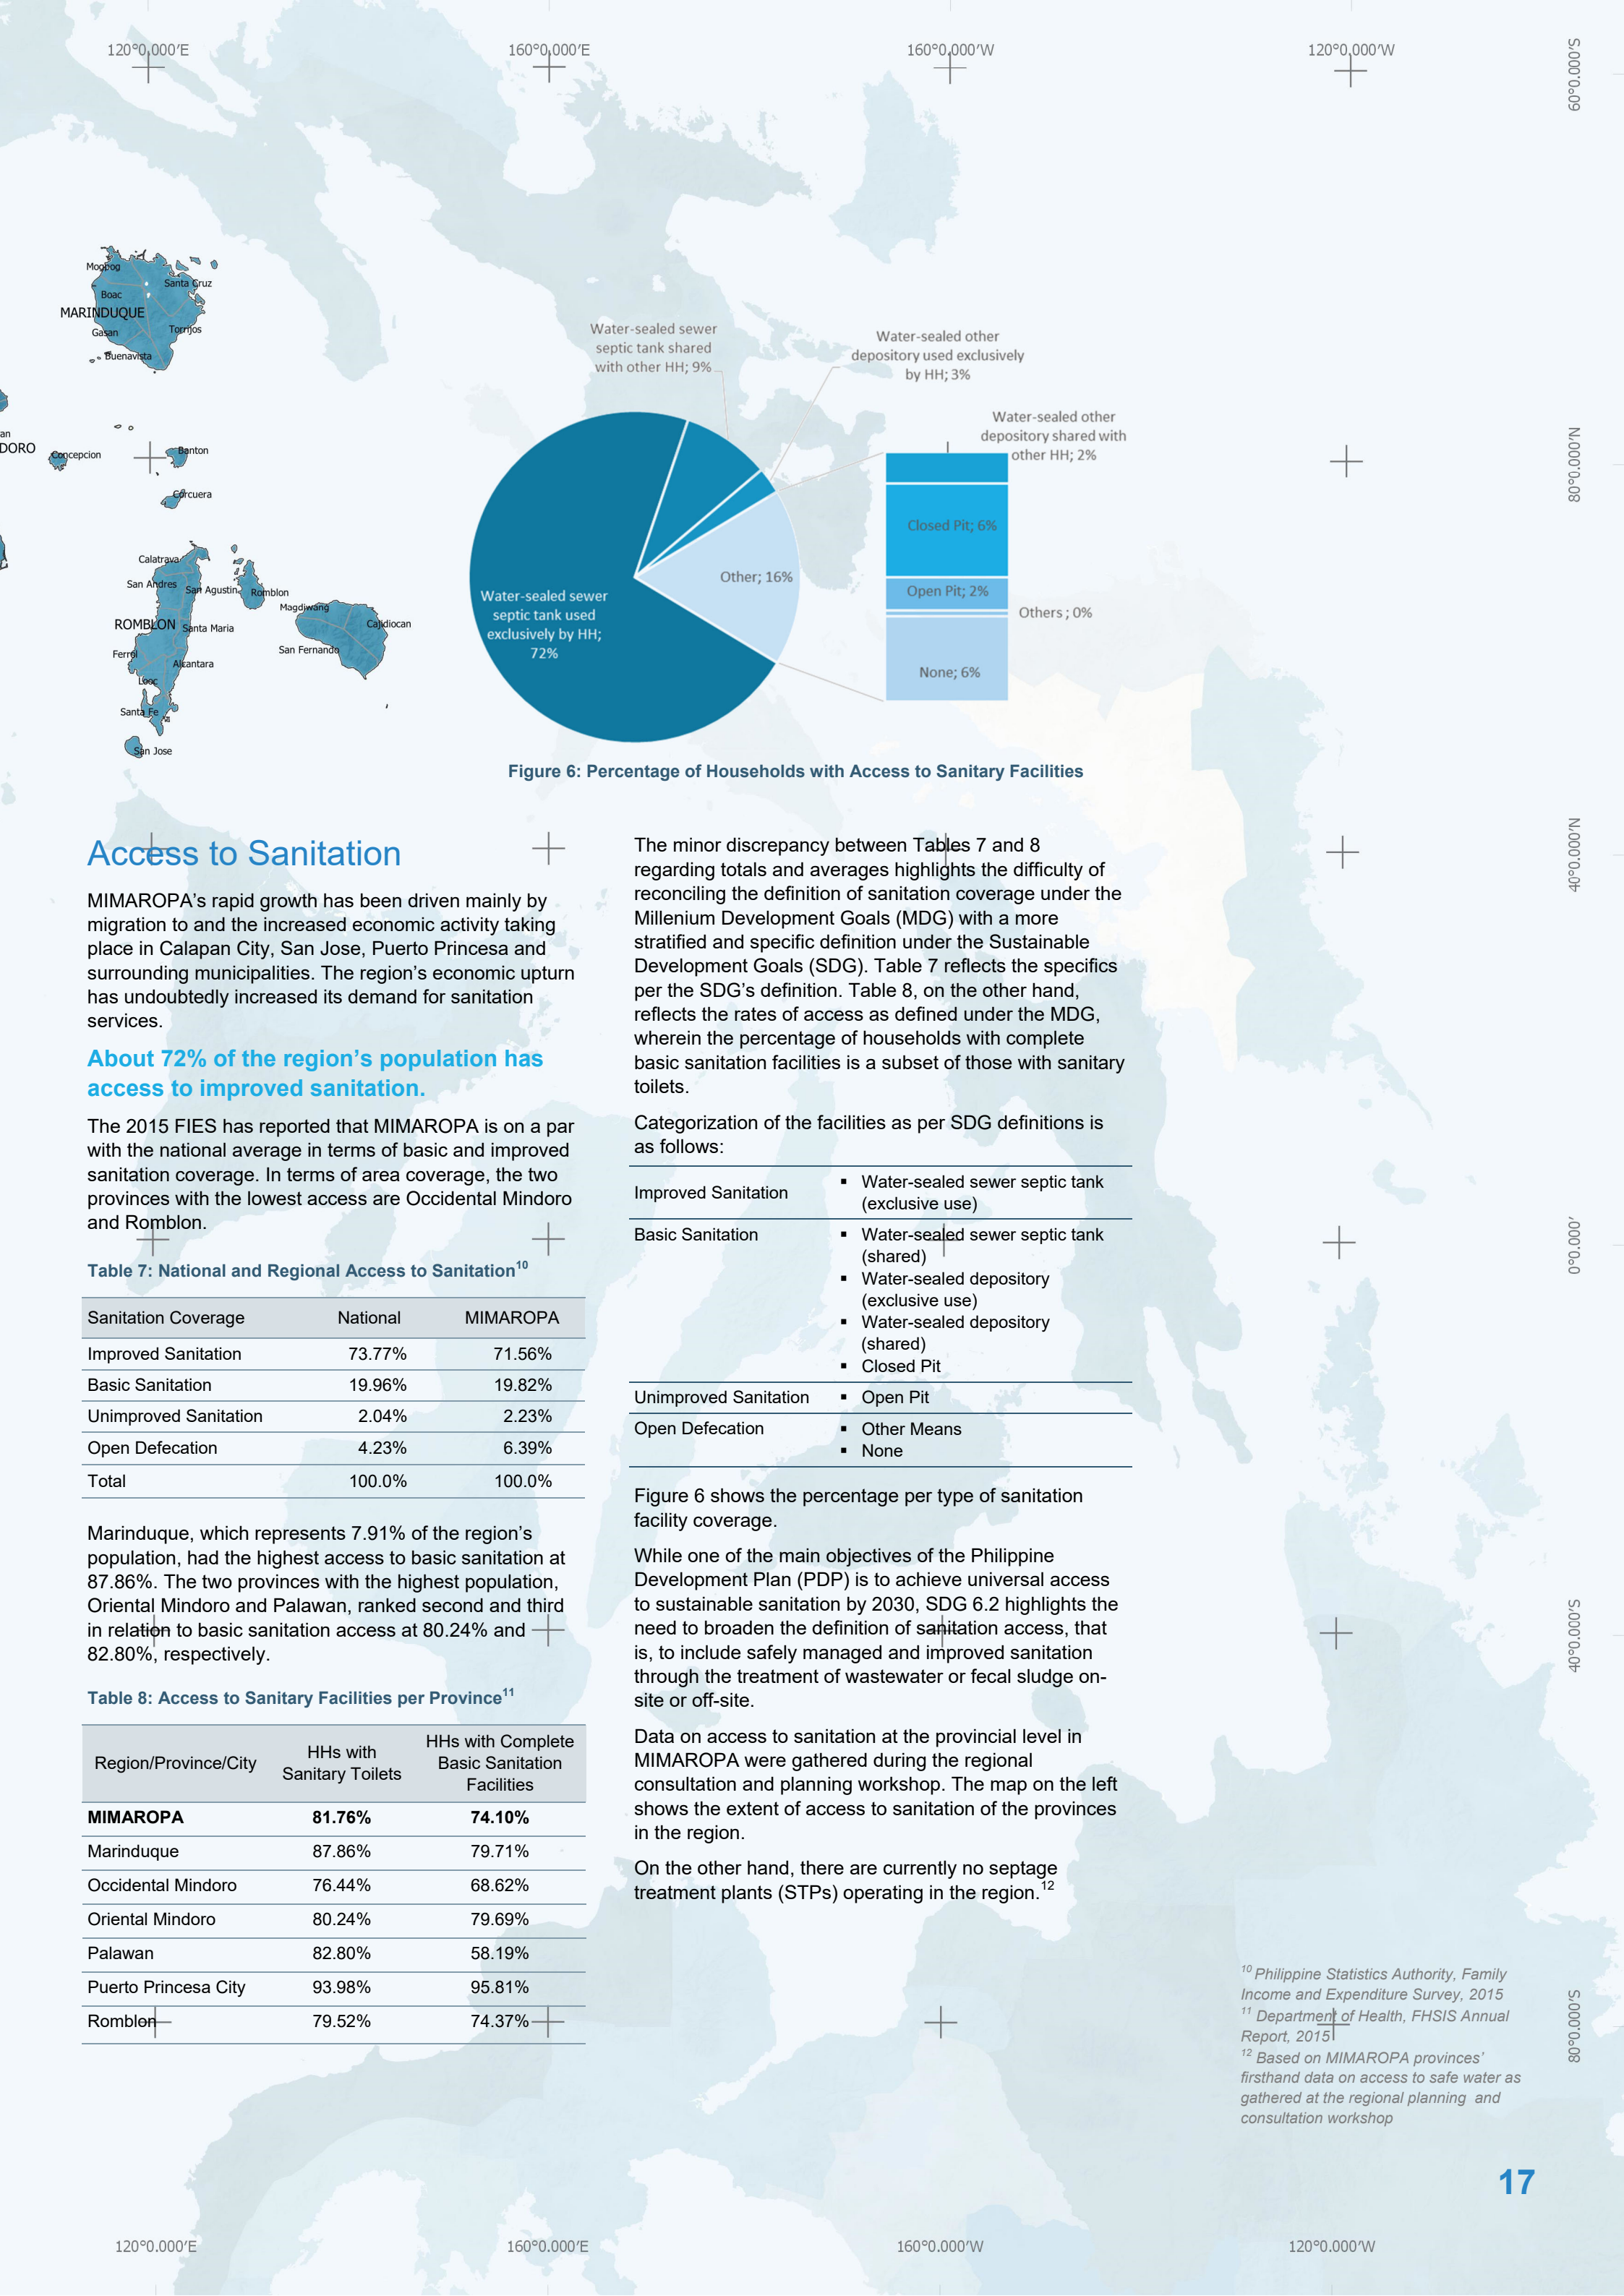 120°0.000'E 160°0.000'E 160°0.000'W 120°0.000'W
60°0.000'S
80°0.000'N
40°0.000'N
0°0.000'
40°0.000'S
80°0.000'S
Mogpog
Santa Cruz
Boac
MARINDUQUE
Gasan
Torrijos
Buenavista
an
DORO
Concepcion
Banton
Corcuera
Calatrava
San Andres
San Agustin
Romblon
Magdiwang
ROMBLON
Santa Maria
Cajidiocan
Ferrol
San Fernando
Alcantara
Looc
Santa Fe
San Jose
Water-sealed sewer
septic tank shared
with other HH; 9%
Water-sealed other
depository used exclusively
by HH; 3%
Water-sealed other
depository shared with
other HH; 2%
Closed Pit; 6%
Other; 16%
Open Pit; 2%
Others ; 0%
None; 6%
Water-sealed sewer
septic tank used
exclusively by HH;
72%
Figure 6: Percentage of Households with Access to Sanitary Facilities
Access to Sanitation
MIMAROPA’s rapid growth has been driven mainly by
migration to and the increased economic activity taking
place in Calapan City, San Jose, Puerto Princesa and
surrounding municipalities. The region’s economic upturn
has undoubtedly increased its demand for sanitation
services.
About 72% of the region’s population has
access to improved sanitation.
The 2015 FIES has reported that MIMAROPA is on a par
with the national average in terms of basic and improved
sanitation coverage. In terms of area coverage, the two
provinces with the lowest access are Occidental Mindoro
and Romblon.
Table 7: National and Regional Access to Sanitation10
Sanitation Coverage National MIMAROPA
Improved Sanitation 73.77% 71.56%
Basic Sanitation 19.96% 19.82%
Unimproved Sanitation 2.04% 2.23%
Open Defecation 4.23% 6.39%
Total 100.0% 100.0%
Marinduque, which represents 7.91% of the region’s
population, had the highest access to basic sanitation at
87.86%. The two provinces with the highest population,
Oriental Mindoro and Palawan, ranked second and third
in relation to basic sanitation access at 80.24% and
82.80%, respectively.
Table 8: Access to Sanitary Facilities per Province11
Region/Province/City HHs with Sanitary Toilets HHs with Complete Basic Sanitation Facilities
MIMAROPA 81.76% 74.10%
Marinduque 87.86% 79.71%
Occidental Mindoro 76.44% 68.62%
Oriental Mindoro 80.24% 79.69%
Palawan 82.80% 58.19%
Puerto Princesa City 93.98% 95.81%
Romblon 79.52% 74.37%
The minor discrepancy between Tables 7 and 8
regarding totals and averages highlights the difficulty of
reconciling the definition of sanitation coverage under the
Millenium Development Goals (MDG) with a more
stratified and specific definition under the Sustainable
Development Goals (SDG). Table 7 reflects the specifics
per the SDG’s definition. Table 8, on the other hand,
reflects the rates of access as defined under the MDG,
wherein the percentage of households with complete
basic sanitation facilities is a subset of those with sanitary
toilets.
Categorization of the facilities as per SDG definitions is
as follows:
Improved Sanitation ▪ Water-sealed sewer septic tank
(exclusive use)
Basic Sanitation ▪ Water-sealed sewer septic tank
(shared)
▪ Water-sealed depository
(exclusive use)
▪ Water-sealed depository
(shared)
▪ Closed Pit
Unimproved Sanitation ▪ Open Pit
Open Defecation ▪ Other Means
▪ None
Figure 6 shows the percentage per type of sanitation
facility coverage.
While one of the main objectives of the Philippine
Development Plan (PDP) is to achieve universal access
to sustainable sanitation by 2030, SDG 6.2 highlights the
need to broaden the definition of sanitation access, that
is, to include safely managed and improved sanitation
through the treatment of wastewater or fecal sludge on-
site or off-site.
Data on access to sanitation at the provincial level in
MIMAROPA were gathered during the regional
consultation and planning workshop. The map on the left
shows the extent of access to sanitation of the provinces
in the region.
On the other hand, there are currently no septage
treatment plants (STPs) operating in the region.12
10 Philippine Statistics Authority, Family
Income and Expenditure Survey, 2015
11 Department of Health, FHSIS Annual
Report, 2015
12 Based on MIMAROPA provinces’
firsthand data on access to safe water as
gathered at the regional planning and
consultation workshop
17
120°0.000'E 160°0.000'E 160°0.000'W 120°0.000'W